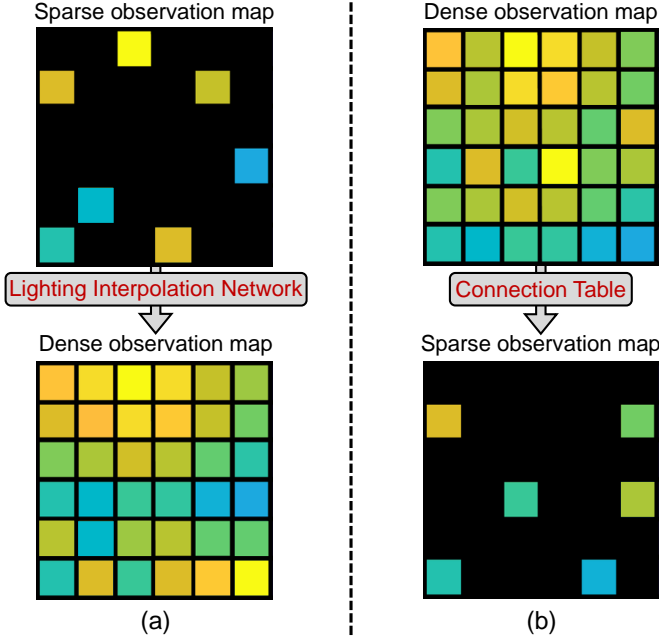 Sparse observation map
Lighting Interpolation Network
Dense observation map
(a)
Dense observation map
Connection Table
Sparse observation map
(b)